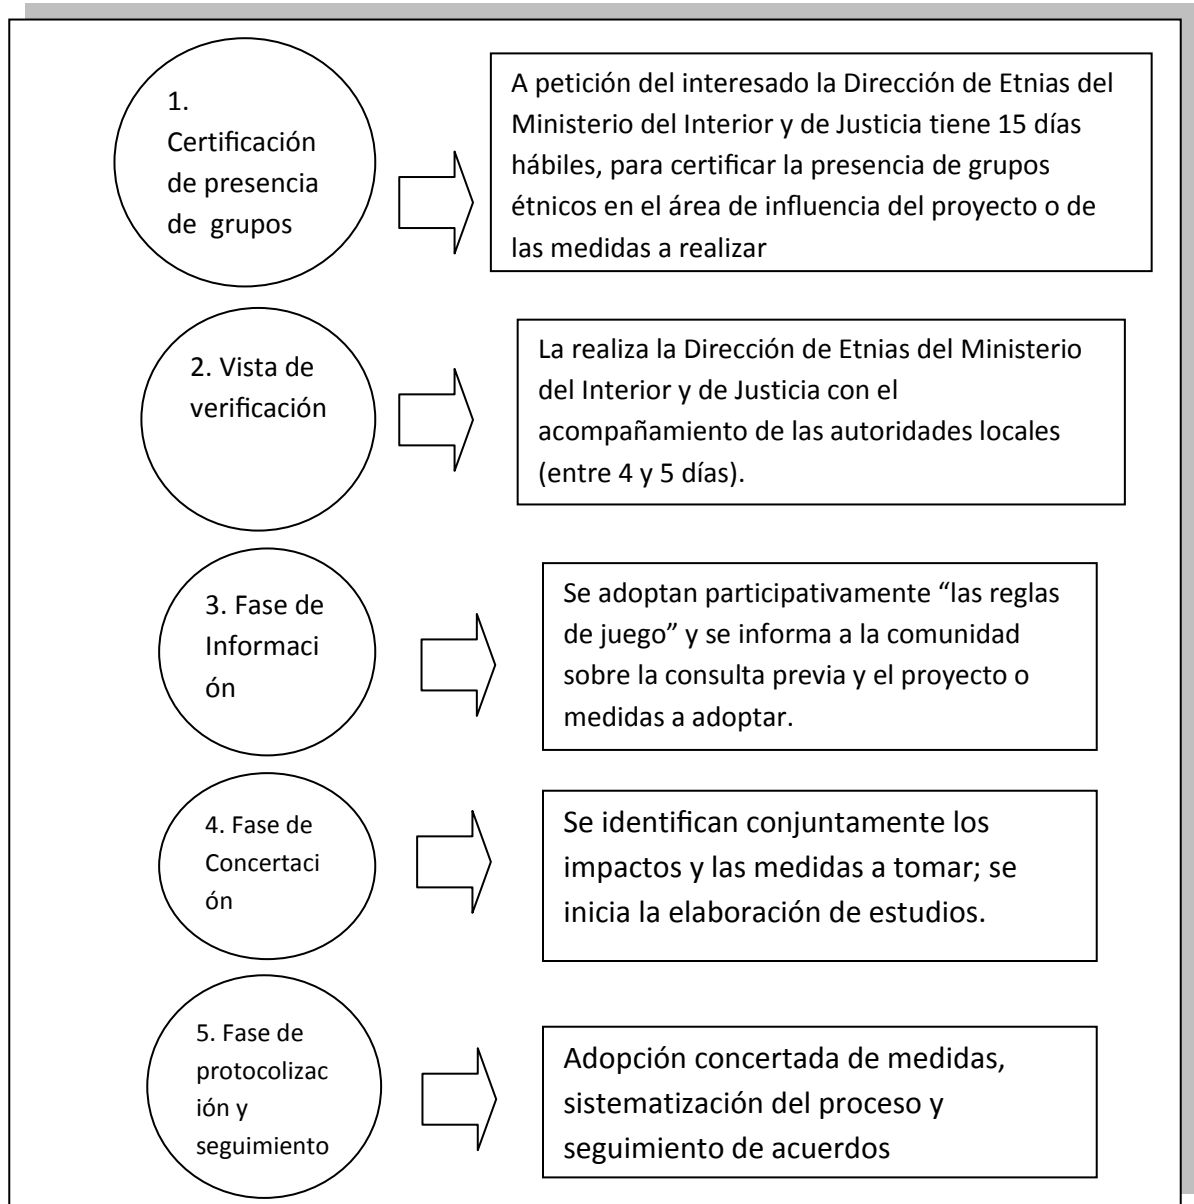 1.
Certificación
de presencia
de grupos
A petición del interesado la Dirección de Etnias del
Ministerio del Interior y de Justicia tiene 15 días
hábiles, para certificar la presencia de grupos
étnicos en el área de influencia del proyecto o de
las medidas a realizar
2. Vista de
verificación
La realiza la Dirección de Etnias del Ministerio
del Interior y de Justicia con el
acompañamiento de las autoridades locales
(entre 4 y 5 días).
3. Fase de
Informaci
ón
Se adoptan participativamente “las reglas
de juego” y se informa a la comunidad
sobre la consulta previa y el proyecto o
medidas a adoptar.
4. Fase de
Concertaci
ón
Se identifican conjuntamente los
impactos y las medidas a tomar; se
inicia la elaboración de estudios.
5. Fase de
protocolizac
ión y
seguimiento
Adopción concertada de medidas,
sistematización del proceso y
seguimiento de acuerdos